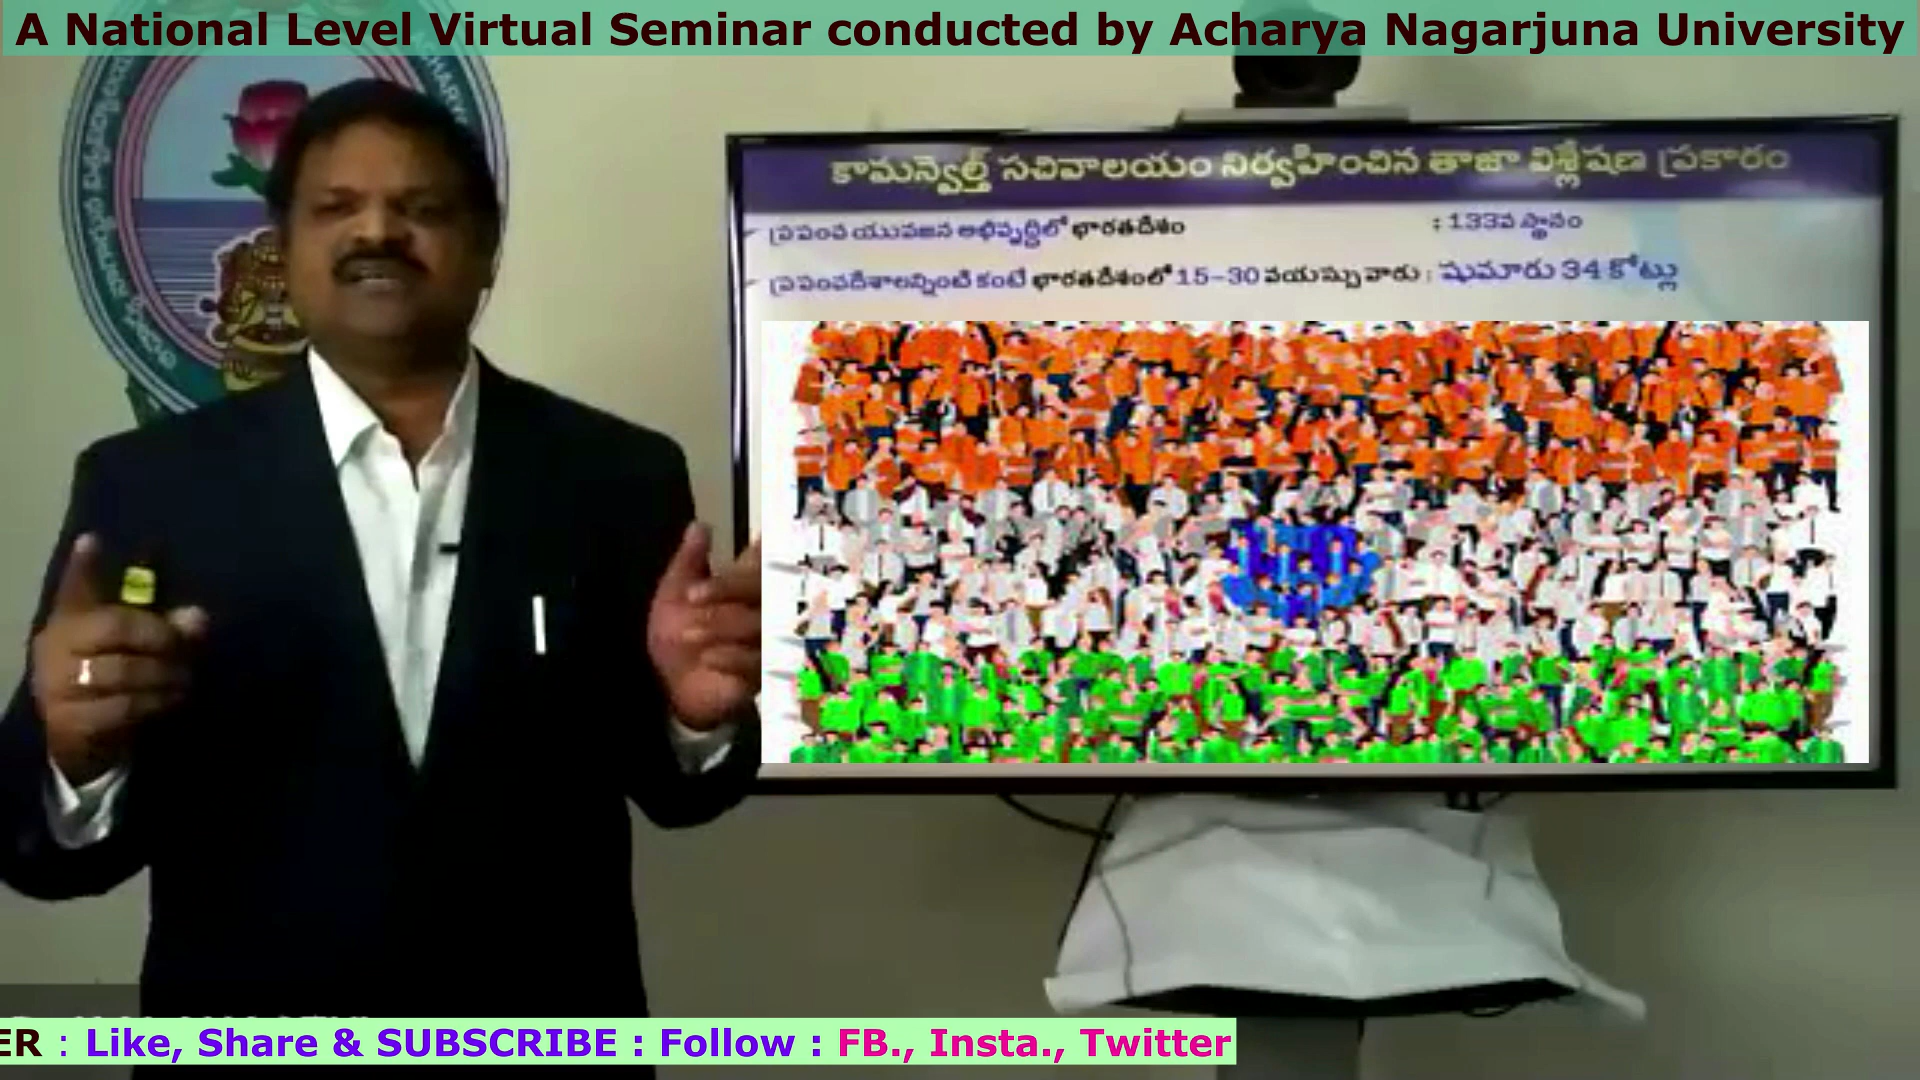 A National Level Virtual Seminar conducted by Acharya Nagarjuna University
కామన్వెల్త్ సచివాలయం నిర్వహించిన తాజా విశ్లేషణ ప్రకారం
ప్రపంచ యువజన అభివృద్ధిలో భారతదేశం : 133వ స్థానం
ప్రపంచదేశాలన్నింటి కంటే భారతదేశంలో 15-30 వయస్సు వారు : సుమారు 34 కోట్లు
ER : Like, Share & SUBSCRIBE : Follow : FB., Insta., Twitter